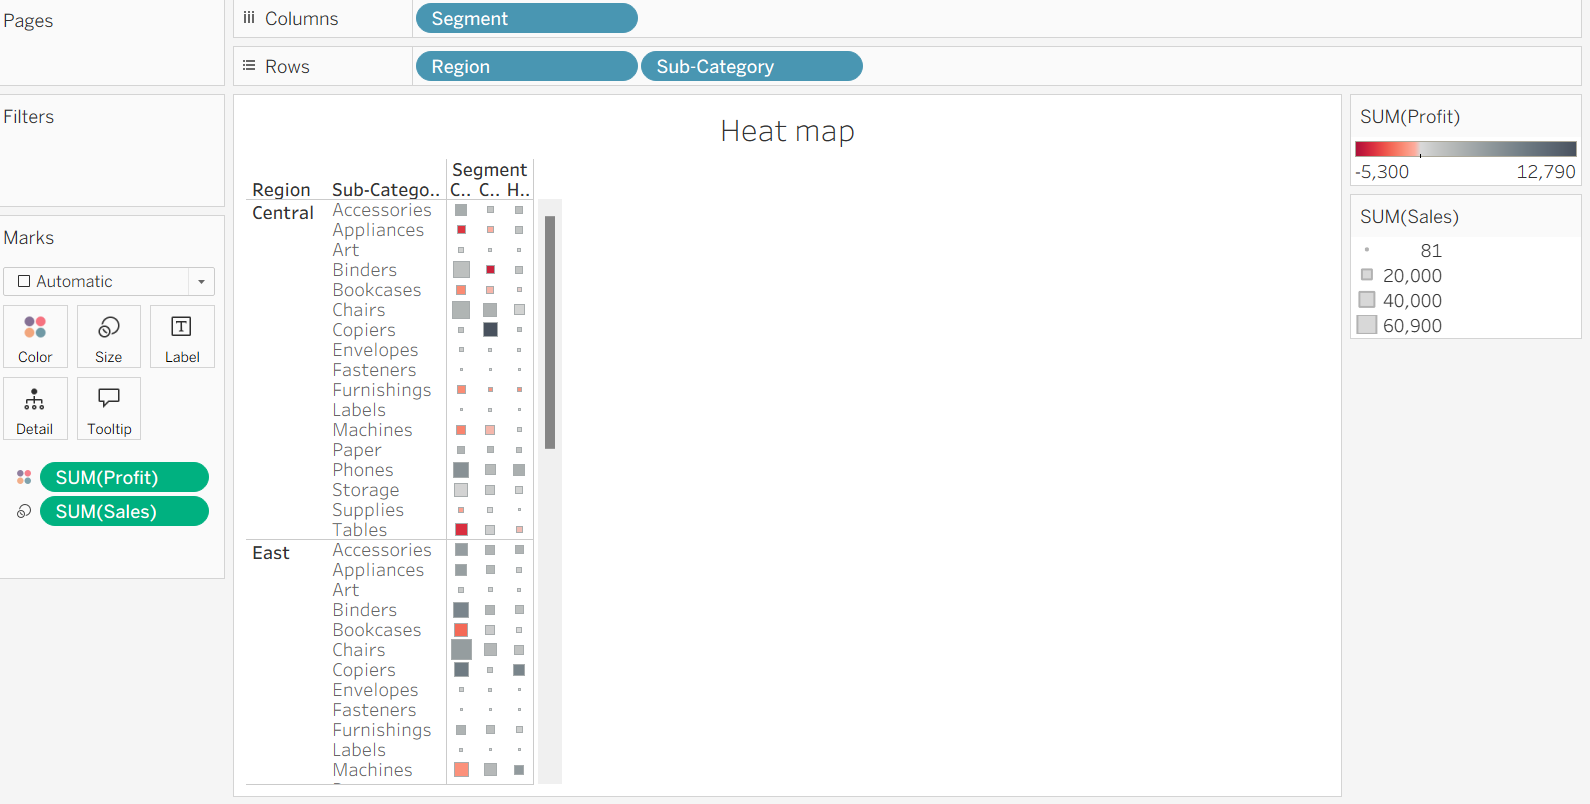 Pages
Columns
Segment
Rows
Region
Sub-Category
Filters
Marks
Automatic
Color
Size
Label
Detail
Tooltip
SUM(Profit)
SUM(Sales)
Heat map
Segment
Region
Sub-Catego..
C..
C..
H..
Central
Accessories
Appliances
Art
Binders
Bookcases
Chairs
Copiers
Envelopes
Fasteners
Furnishings
Labels
Machines
Paper
Phones
Storage
Supplies
Tables
East
Accessories
Appliances
Art
Binders
Bookcases
Chairs
Copiers
Envelopes
Fasteners
Furnishings
Labels
Machines
SUM(Profit)
-5,300
12,790
SUM(Sales)
81
20,000
40,000
60,900